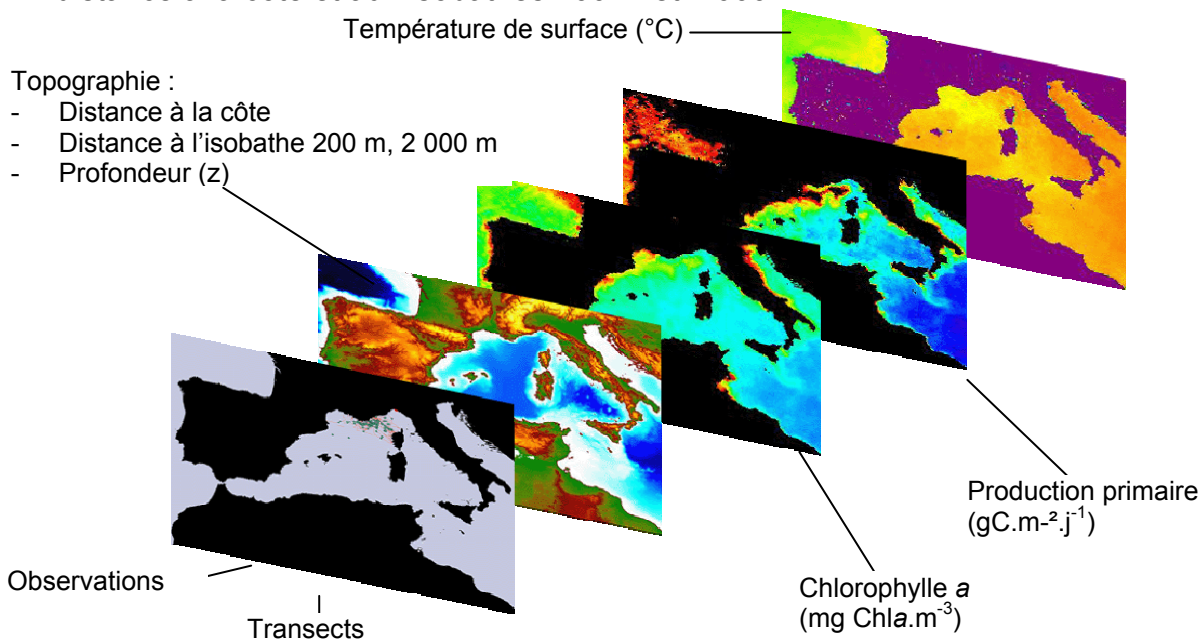 Température de surface (°C)
Topographie :
- Distance à la côte
- Distance à l'isobathe 200 m, 2 000 m
- Profondeur (z)
Production primaire
(gC.m-².j⁻¹)
Chlorophylle a
(mg Chla.m⁻³)
Observations
Transects